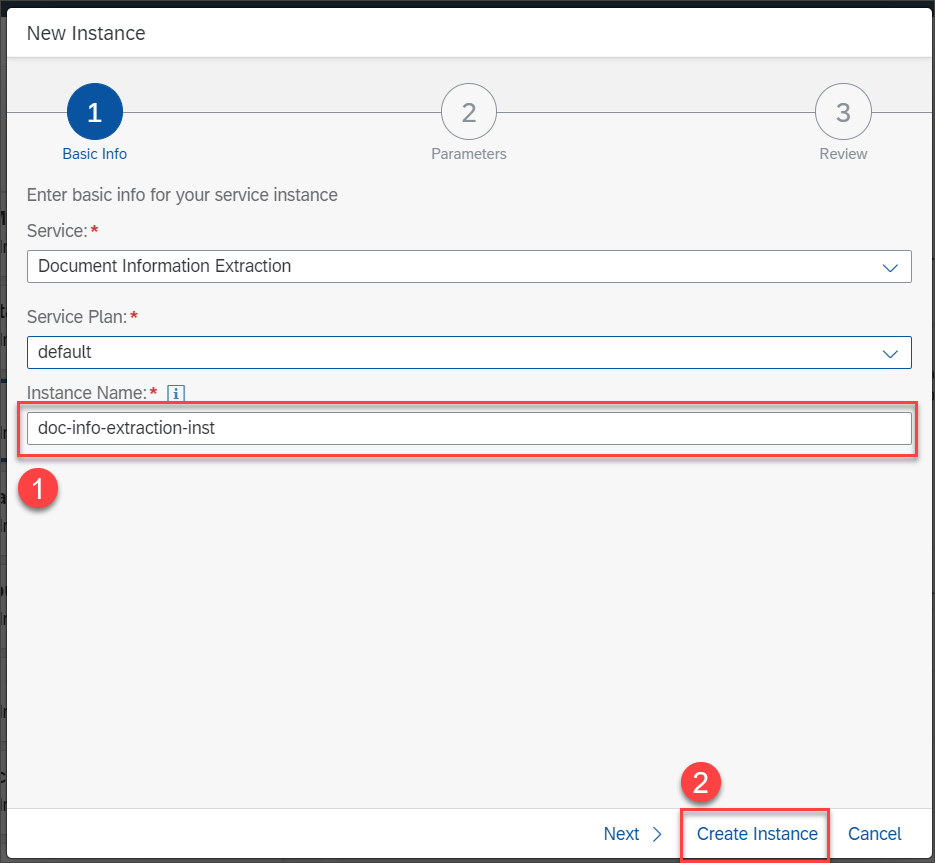 New Instance
1 2 3
Basic Info Parameters Review
Enter basic info for your service instance
Service:*
Document Information Extraction
Service Plan:*
default
Instance Name:* i
doc-info-extraction-inst
1
2
Next Create Instance Cancel